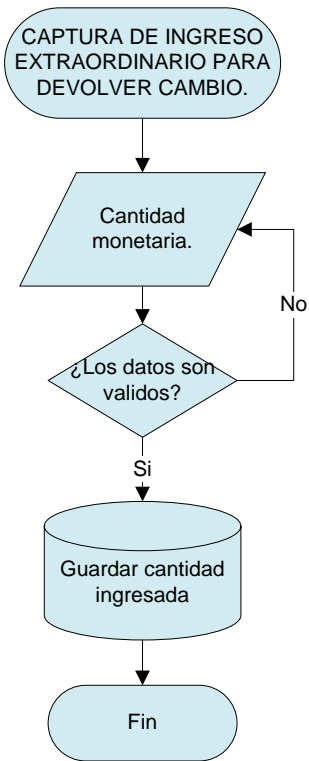 CAPTURA DE INGRESO
EXTRAORDINARIO PARA
DEVOLVER CAMBIO.
Cantidad
monetaria.
No
¿Los datos son
validos?
Si
Guardar cantidad
ingresada
Fin